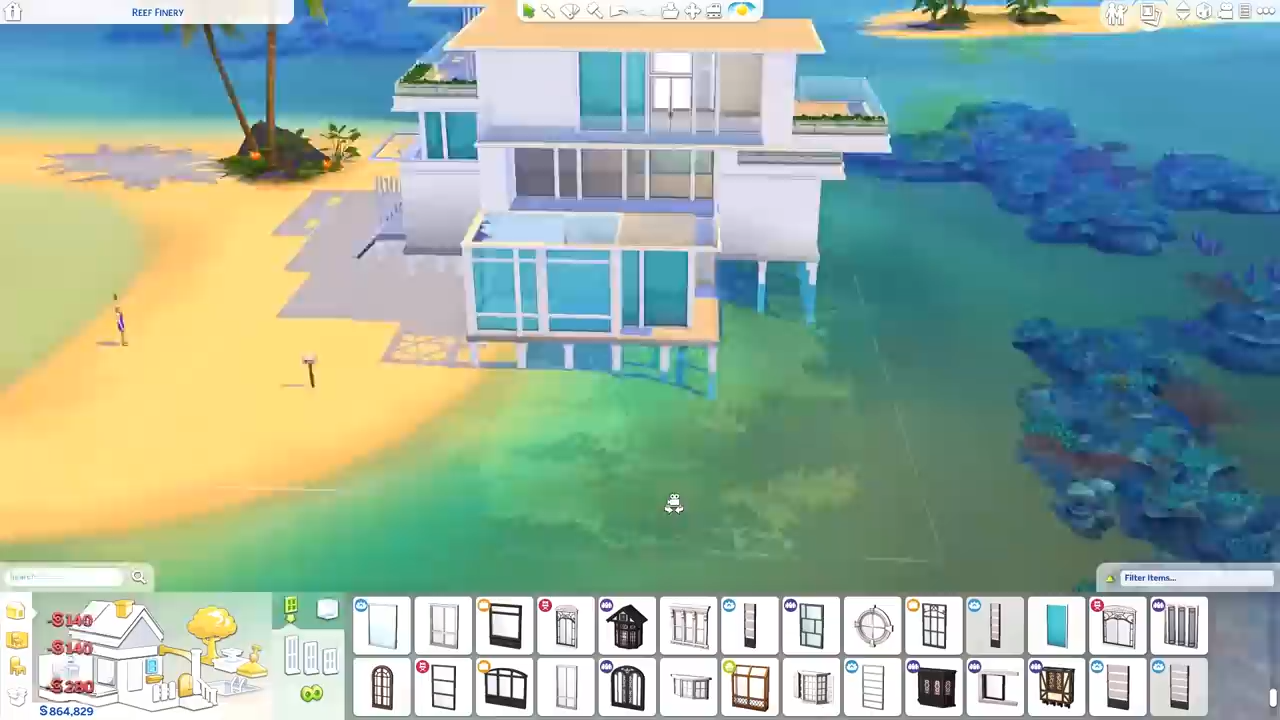 REEF FINERY
Search...
Filter Items...
-§140
-§140
-§280
§864,829